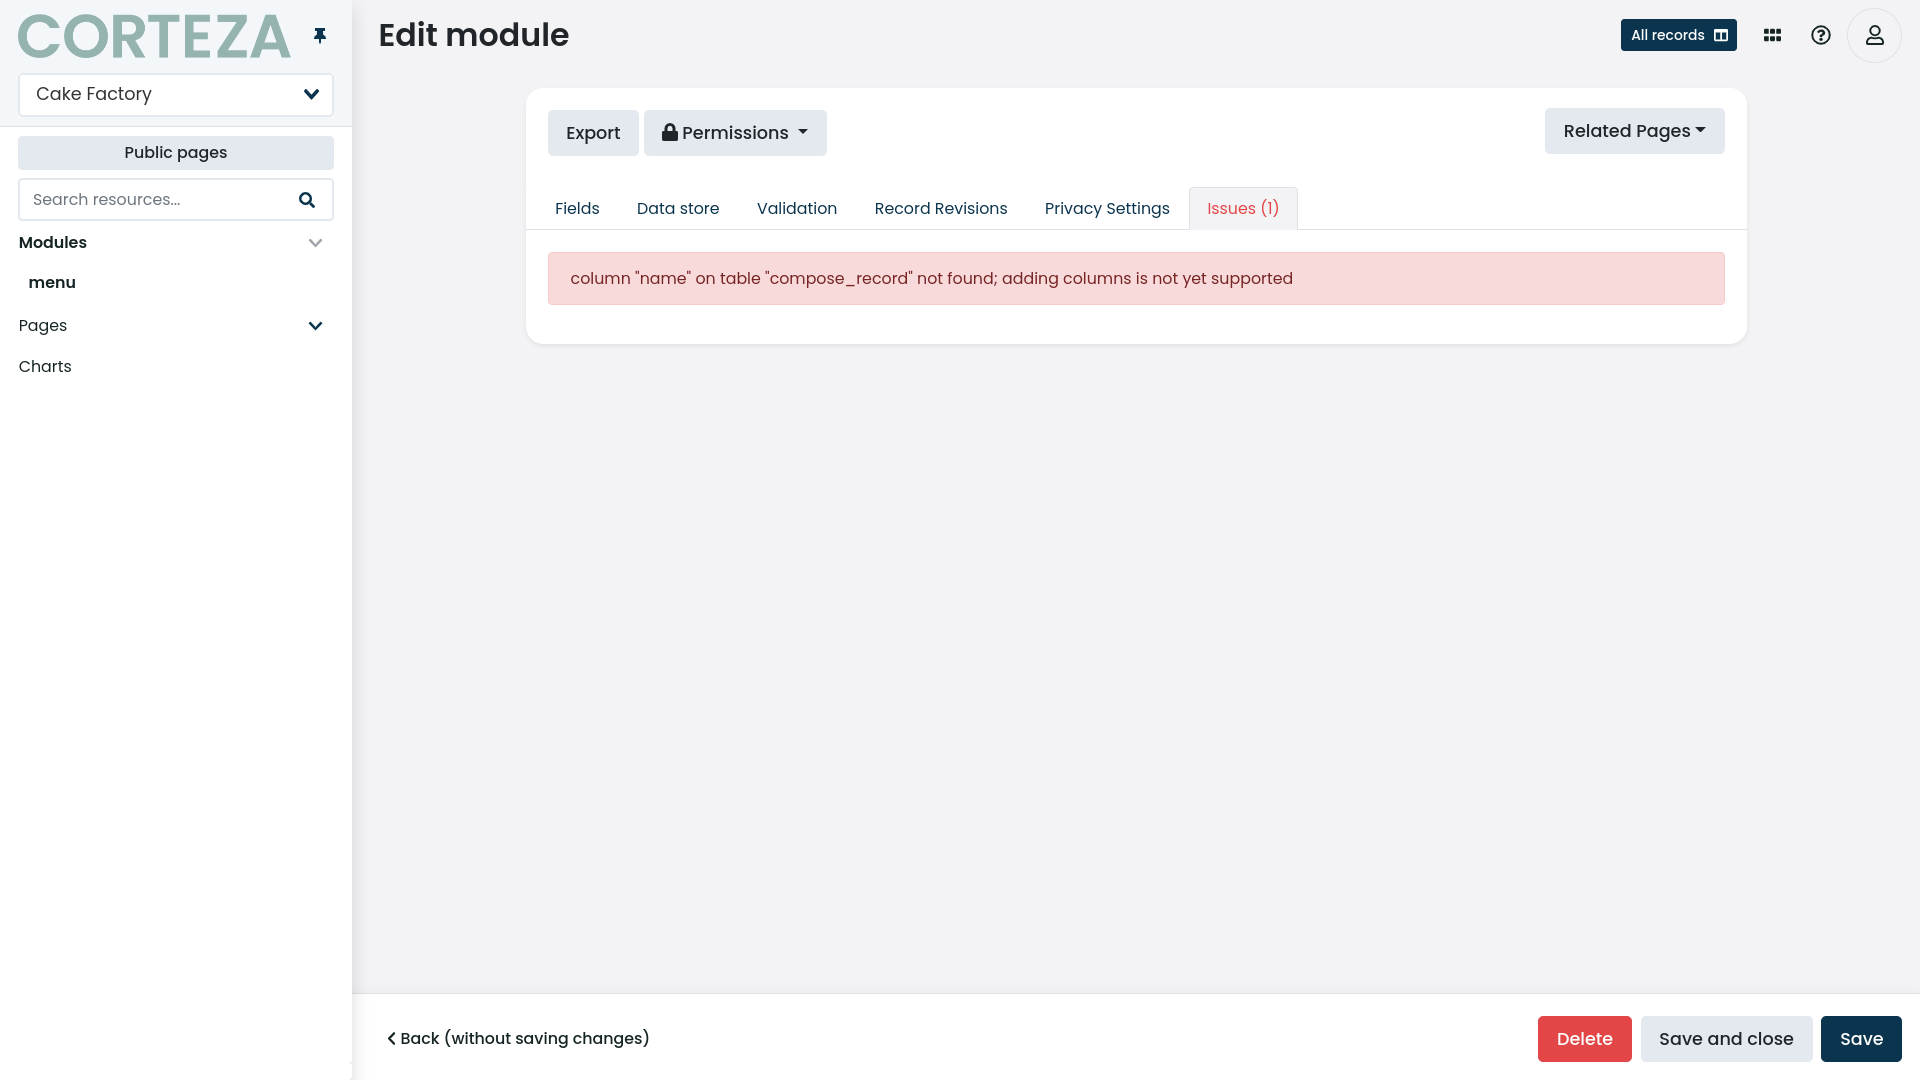 CORTEZA
Cake Factory
Public pages
Search resources...
Modules
menu
Pages
Charts
Edit module
All records
Export
Permissions
Related Pages
Fields
Data store
Validation
Record Revisions
Privacy Settings
Issues (1)
column "name" on table "compose_record" not found; adding columns is not yet supported
Back (without saving changes)
Delete
Save and close
Save